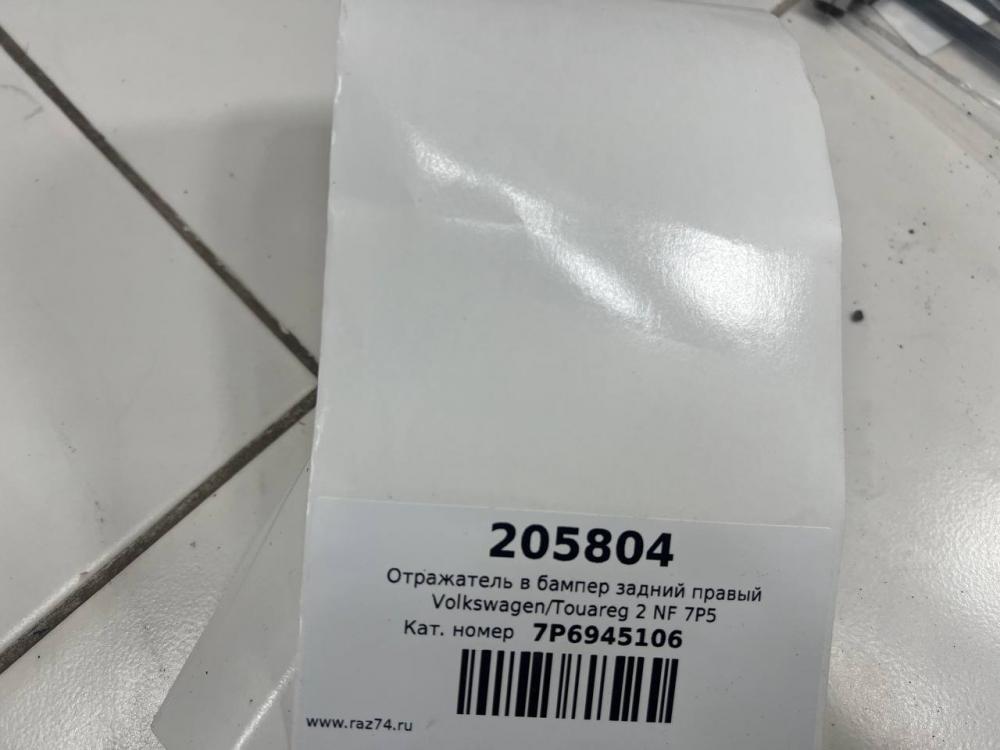 205804
Отражатель в бампер задний правый
Volkswagen/Touareg 2 NF 7P5
Кат. номер 7P6945106
www.raz74.ru